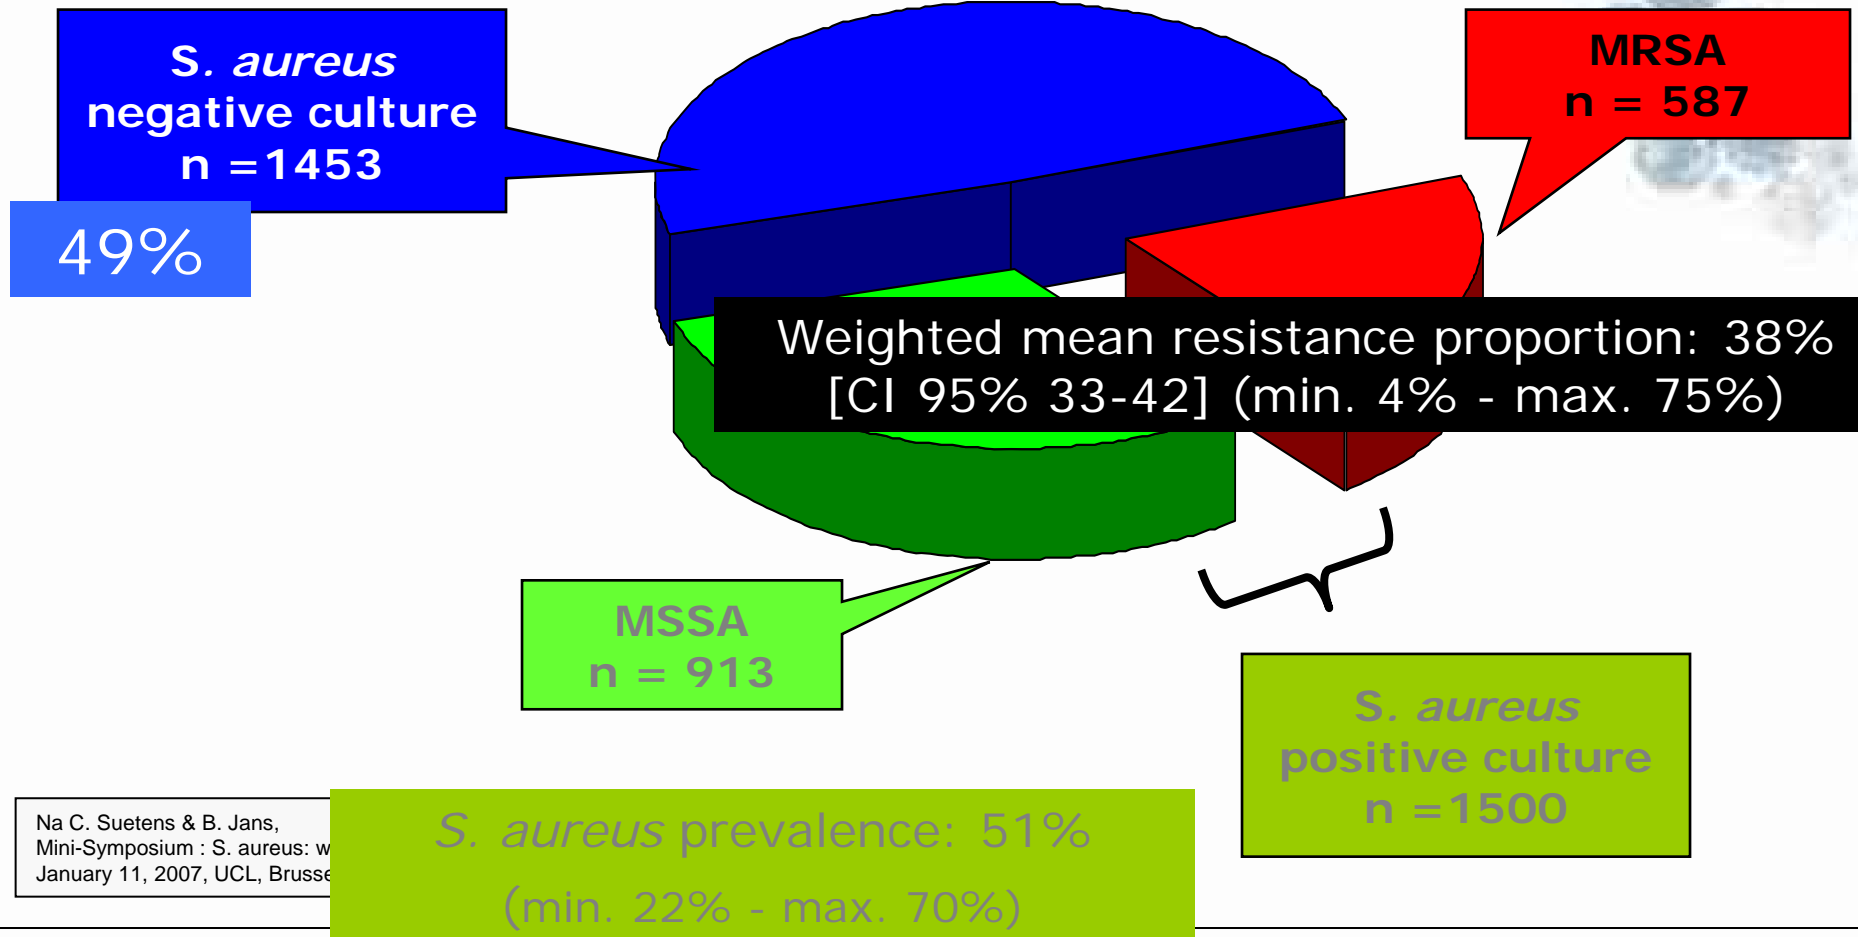 S. aureus
negative culture
n =1453
49%
MRSA
n = 587
Weighted mean resistance proportion: 38%
[CI 95% 33-42] (min. 4% - max. 75%)
MSSA
n = 913
S. aureus
positive culture
n =1500
Na C. Suetens & B. Jans,
Mini-Symposium : S. aureus:
January 11, 2007, UCL,
S. aureus prevalence: 51%
(min. 22% - max. 70%)